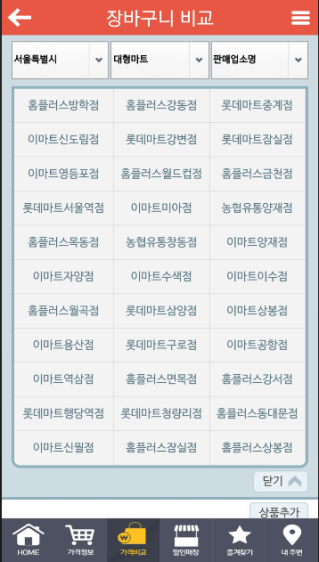 장바구니 비교
서울특별시 대형마트 판매업소명
홈플러스방학점 홈플러스강동점 롯데마트중계점
이마트신도림점 롯데마트강변점 롯데마트잠실점
이마트영등포점 홈플러스월드컵점 홈플러스금천점
롯데마트서울역점 이마트미아점 농협유통양재점
홈플러스목동점 농협유통창동점 이마트양재점
이마트자양점 이마트수색점 이마트이수점
홈플러스월곡점 롯데마트삼양점 이마트상봉점
이마트용산점 롯데마트구로점 이마트공항점
이마트역삼점 홈플러스면목점 홈플러스강서점
롯데마트행당역점 롯데마트청량리점 홈플러스동대문점
이마트신월점 홈플러스잠실점 홈플러스상봉점
닫기
상품추가
HOME 가격정보 가격비교 할인매장 즐겨찾기 내 주변